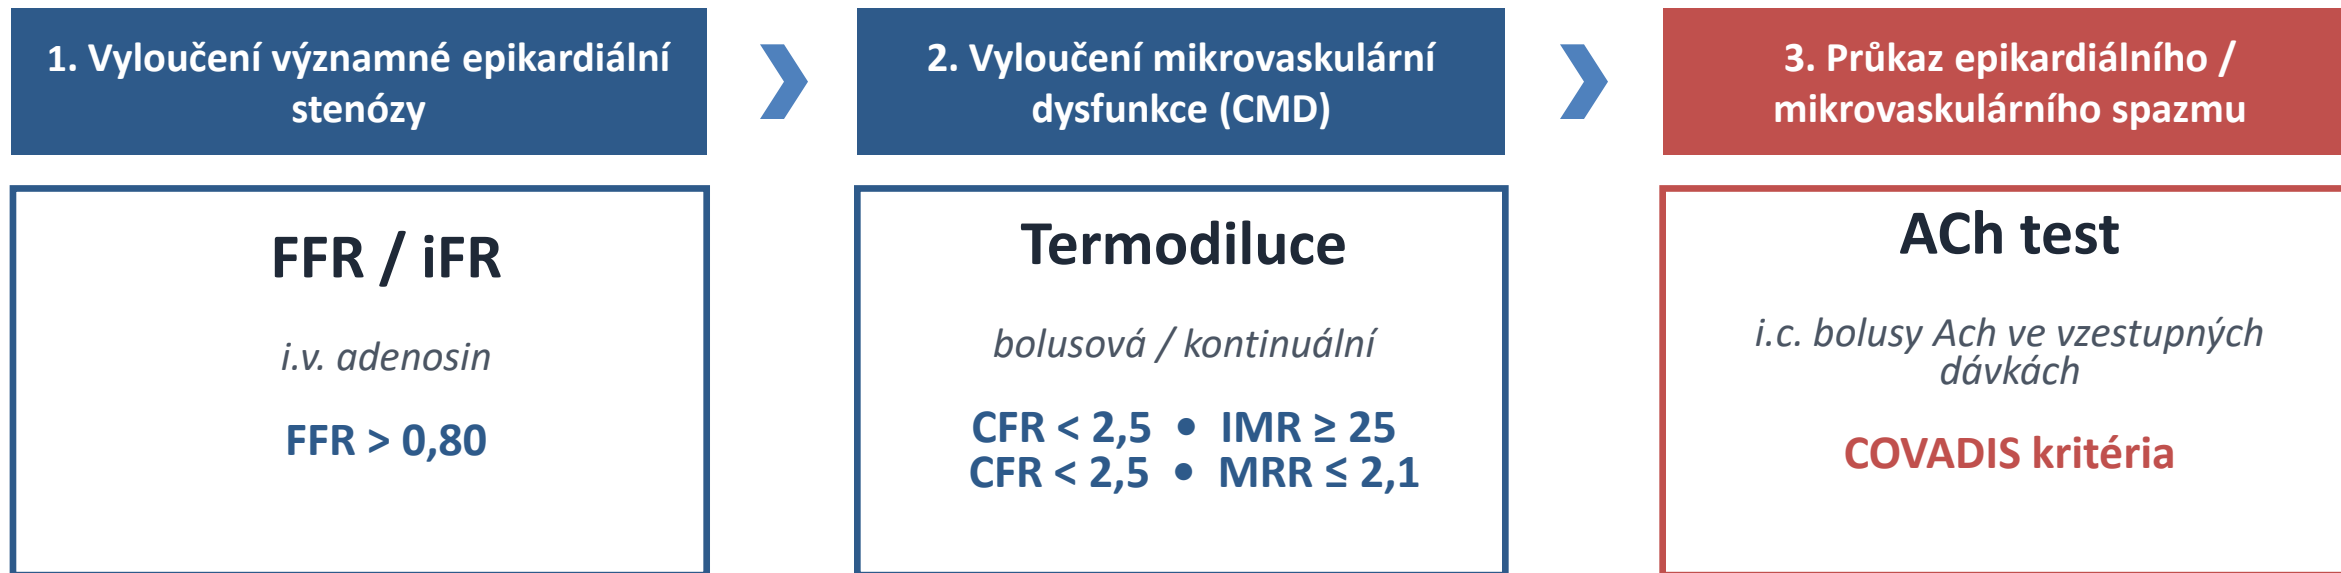 1. Vyloučení významné epikardiální
stenózy
2. Vyloučení mikrovaskulární
dysfunkce (CMD)
3. Průkaz epikardiálního /
mikrovaskulárního spazmu
FFR / iFR
i.v. adenosin
FFR > 0,80
Termodiluce
bolusová / kontinuální
CFR < 2,5 • IMR ≥ 25
CFR < 2,5 • MRR ≤ 2,1
ACh test
i.c. bolusy Ach ve vzestupných
dávkách
COVADIS kritéria